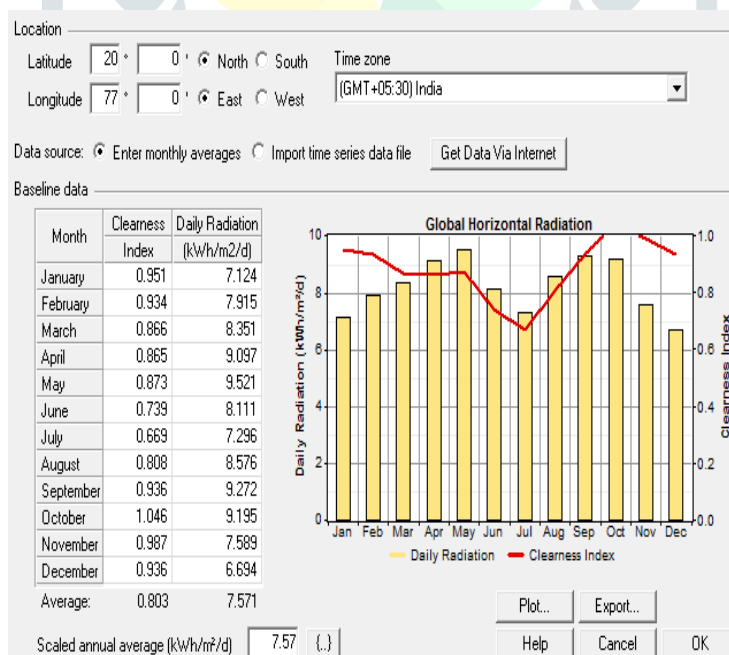 Location
Latitude 20 ° 0 ' North South Time zone
(GMT+05:30) India
Longitude 77 ° 0 ' East West
Data source: Enter monthly averages Import time series data file Get Data Via Internet
Baseline data
Month Clearness Index Daily Radiation (kWh/m2/d)
January 0.951 7.124
February 0.934 7.915
March 0.866 8.351
April 0.865 9.097
May 0.873 9.521
June 0.739 8.111
July 0.669 7.296
August 0.808 8.576
September 0.936 9.272
October 1.046 9.195
November 0.987 7.589
December 0.936 6.694
Average: 0.803 7.571
Scaled annual average (kWh/m²/d) 7.57 {..}
Global Horizontal Radiation
Daily Radiation (kWh/m²/d)
10
8
6
4
2
0
Jan Feb Mar Apr May Jun Jul Aug Sep Oct Nov Dec
1.0
0.8
0.6
0.4
0.2
0.0
Clearness Index
Daily Radiation Clearness Index
Plot... Export...
Help Cancel OK